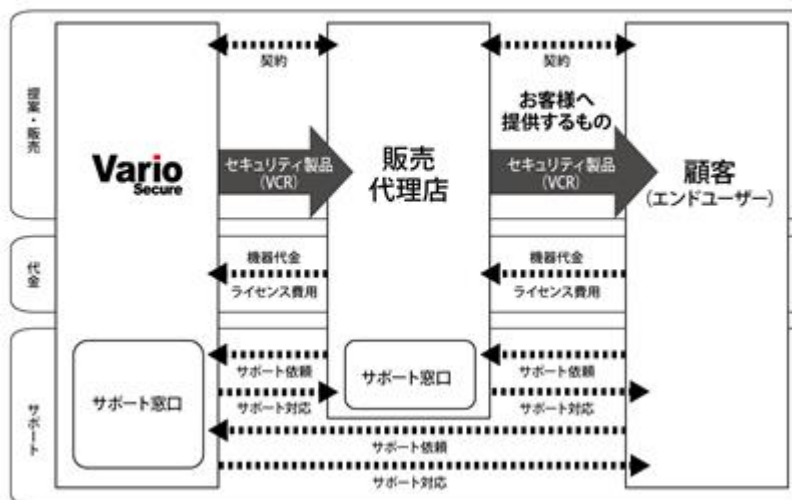 提案・販売
契約
契約
お客様へ
提供するもの
Vario
Secure
セキュリティ製品
(VCR)
販売
代理店
セキュリティ製品
(VCR)
顧客
(エンドユーザー)
代金
機器代金
ライセンス費用
機器代金
ライセンス費用
サポート
サポート窓口
サポート依頼
サポート対応
サポート窓口
サポート依頼
サポート対応
サポート依頼
サポート対応